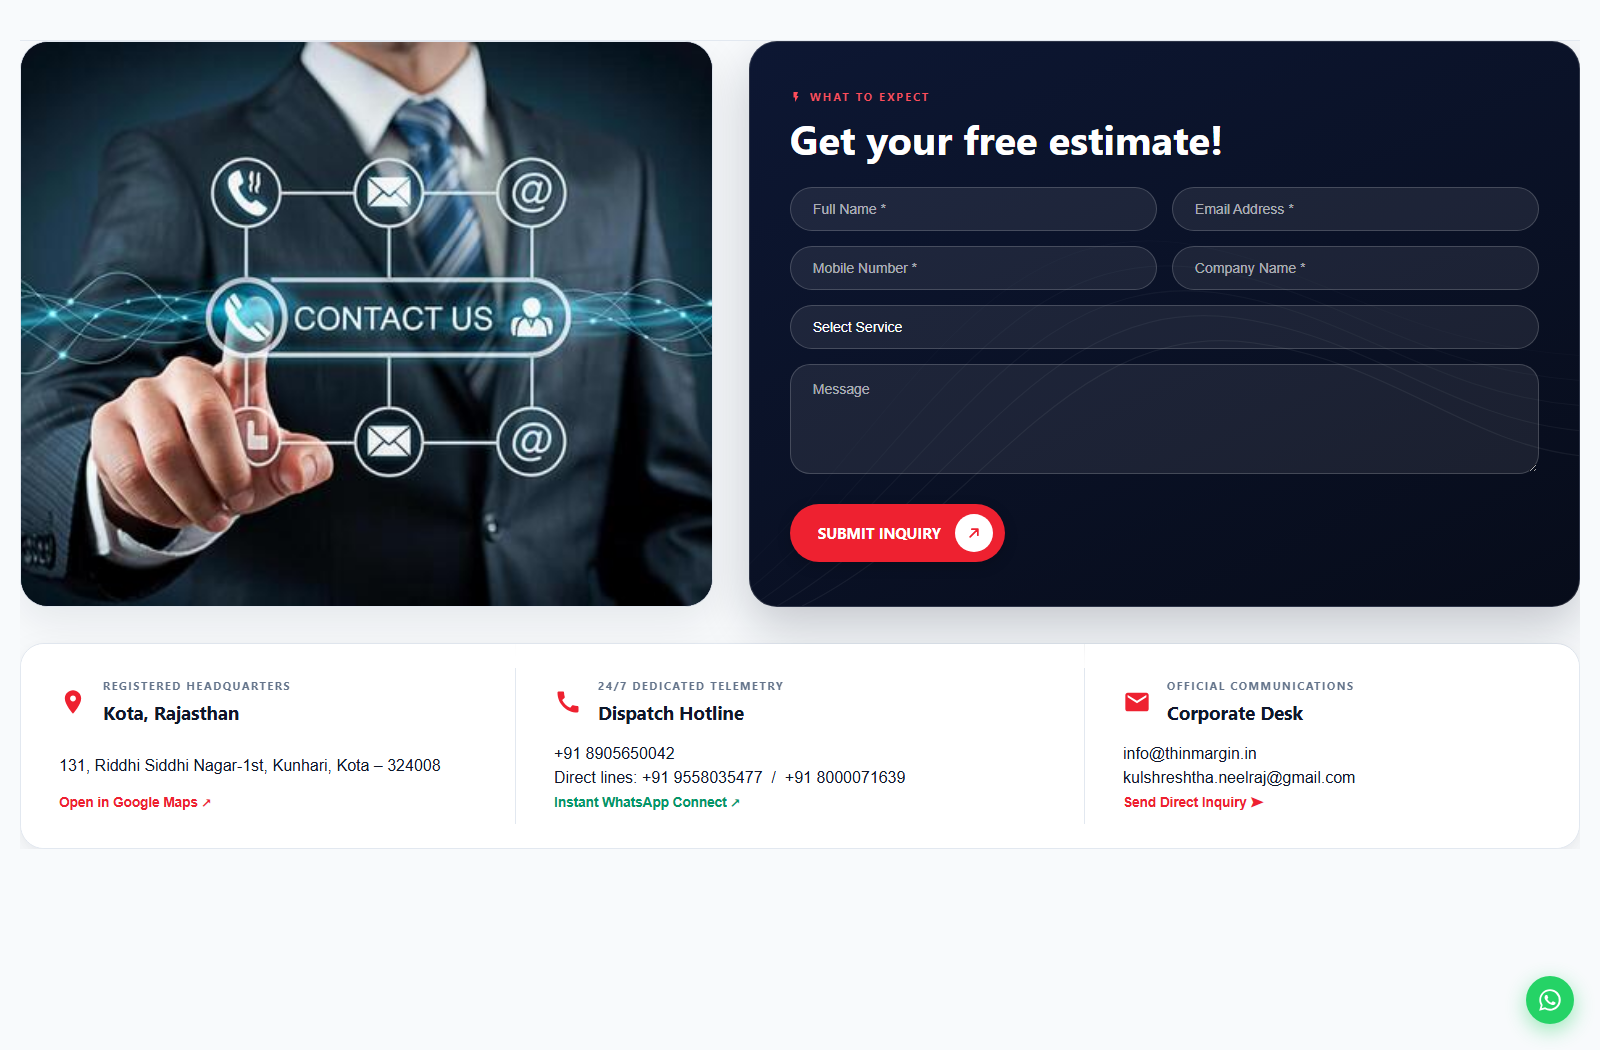 CONTACT US
WHAT TO EXPECT
Get your free estimate!
Full Name *
Email Address *
Mobile Number *
Company Name *
Select Service
Message
SUBMIT INQUIRY
REGISTERED HEADQUARTERS
Kota, Rajasthan
131, Riddhi Siddhi Nagar-1st, Kunhari, Kota – 324008
Open in Google Maps ↗
24/7 DEDICATED TELEMETRY
Dispatch Hotline
+91 8905650042
Direct lines: +91 9558035477 / +91 8000071639
Instant WhatsApp Connect ↗
OFFICIAL COMMUNICATIONS
Corporate Desk
info@thinmargin.in
kulshreshtha.neelraj@gmail.com
Send Direct Inquiry ➤